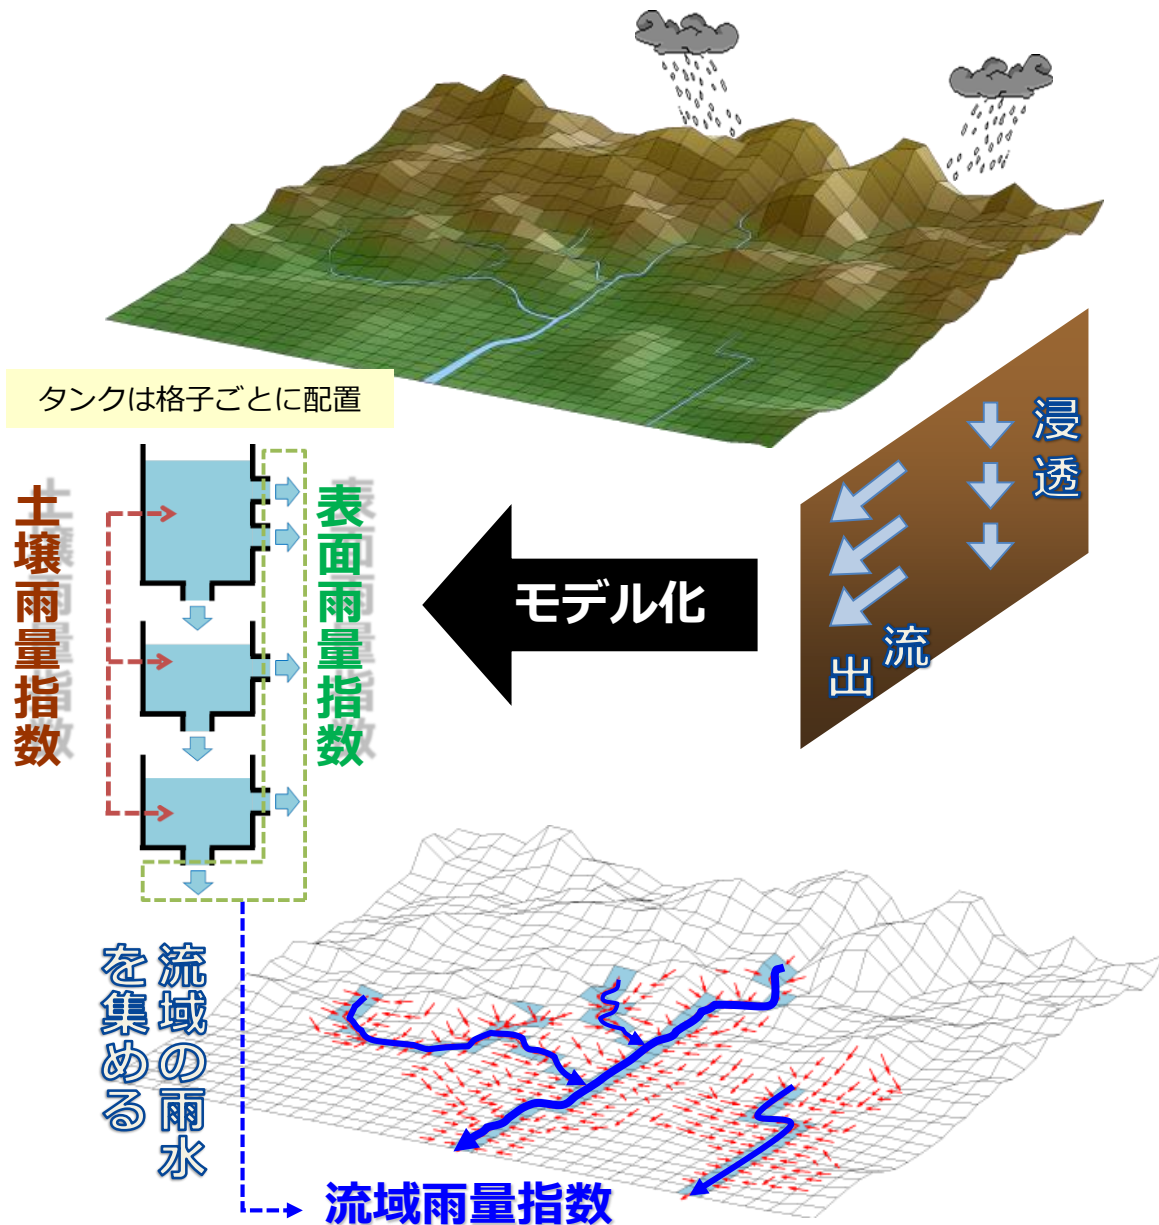 タンクは格子ごとに配置
土壌雨量指数
表面雨量指数
モデル化
浸透
流出
流域の雨水
を集める
流域雨量指数